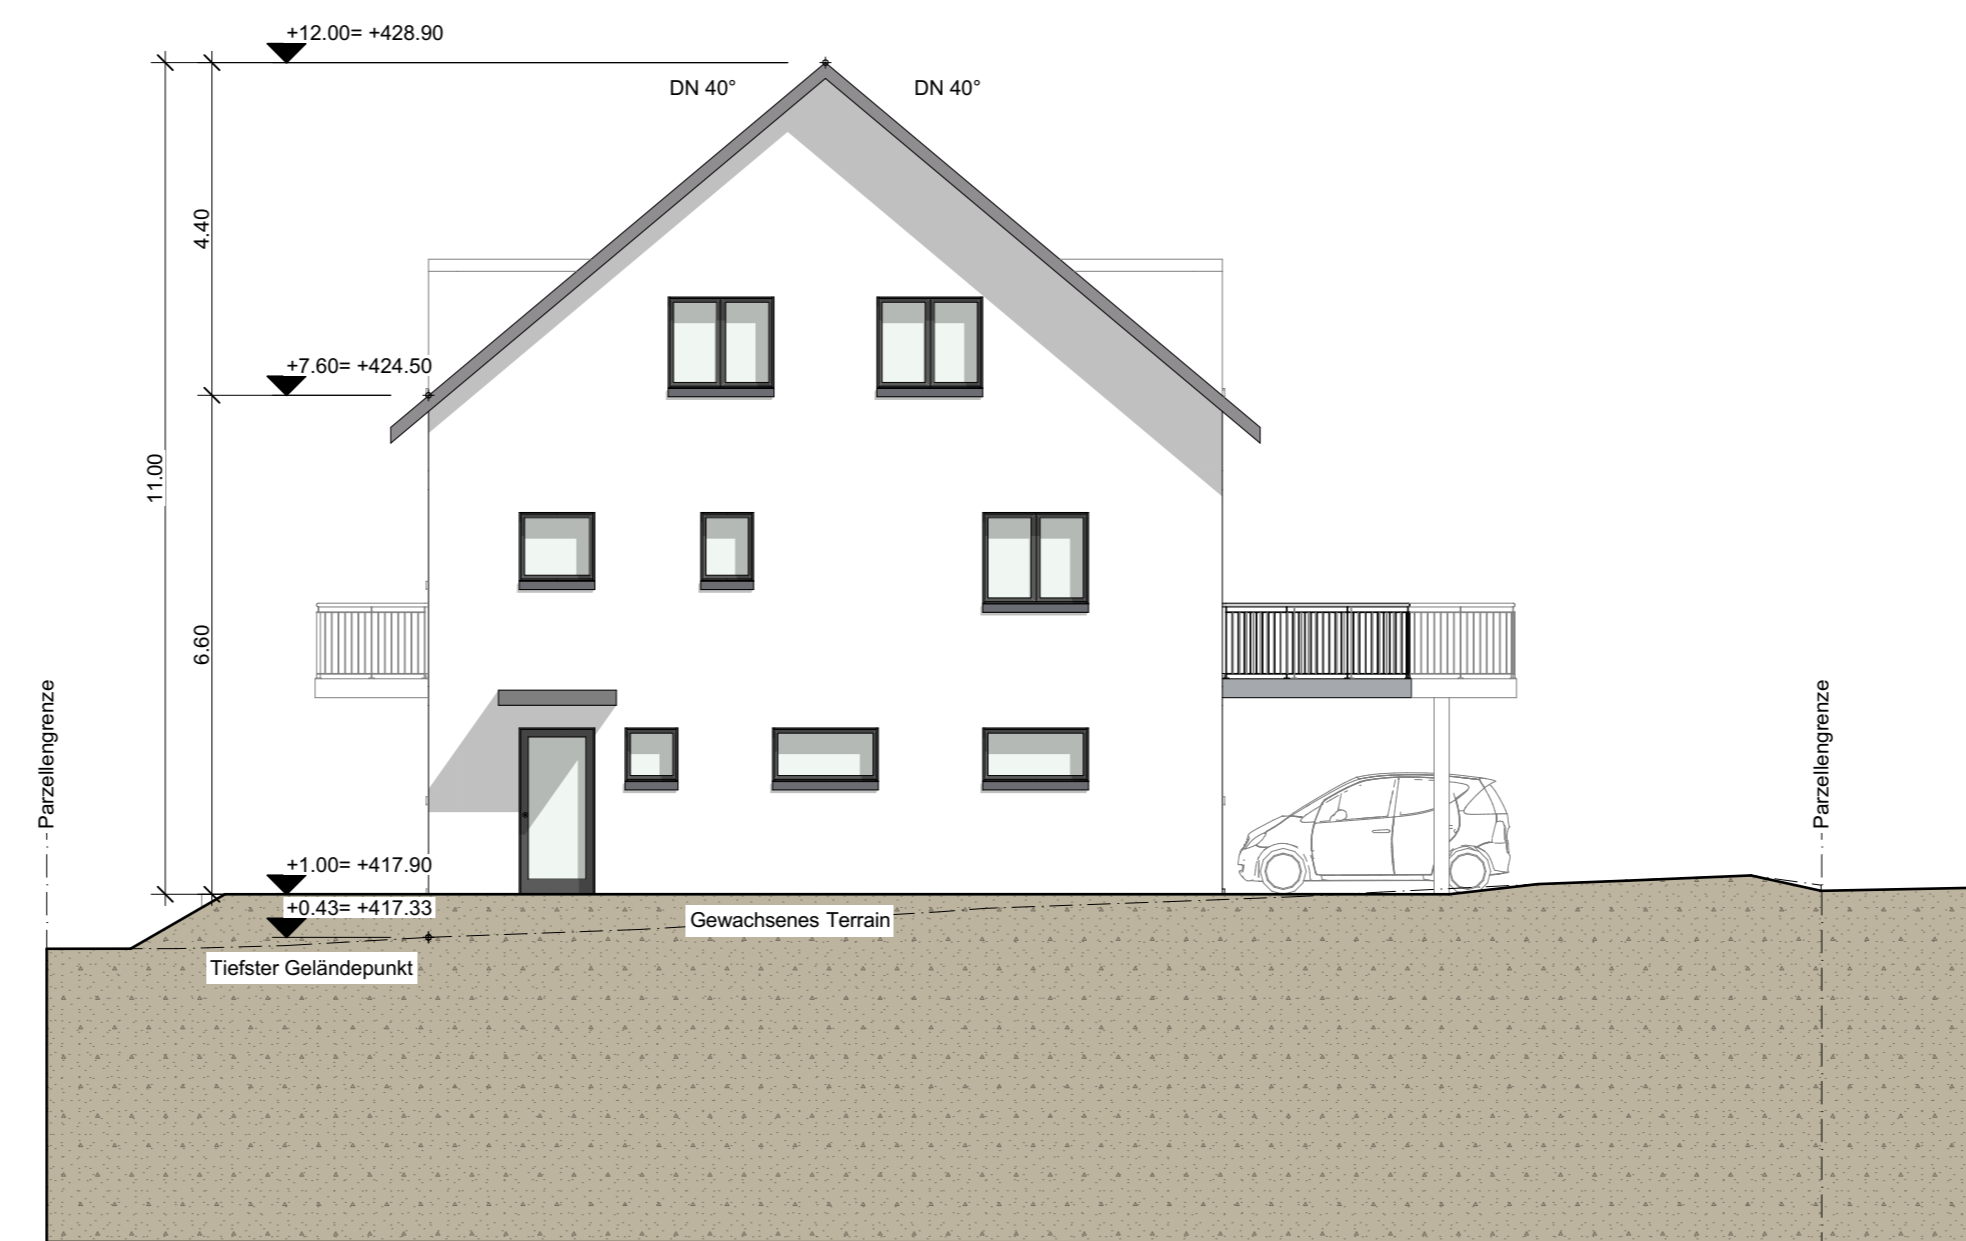 +12.00= +428.90
DN 40°
DN 40°
4.40
+7.60= +424.50
11.00
6.60
Parzellengrenze
Parzellengrenze
+1.00= +417.90
+0.43= +417.33
Gewachsenes Terrain
Tiefster Geländepunkt